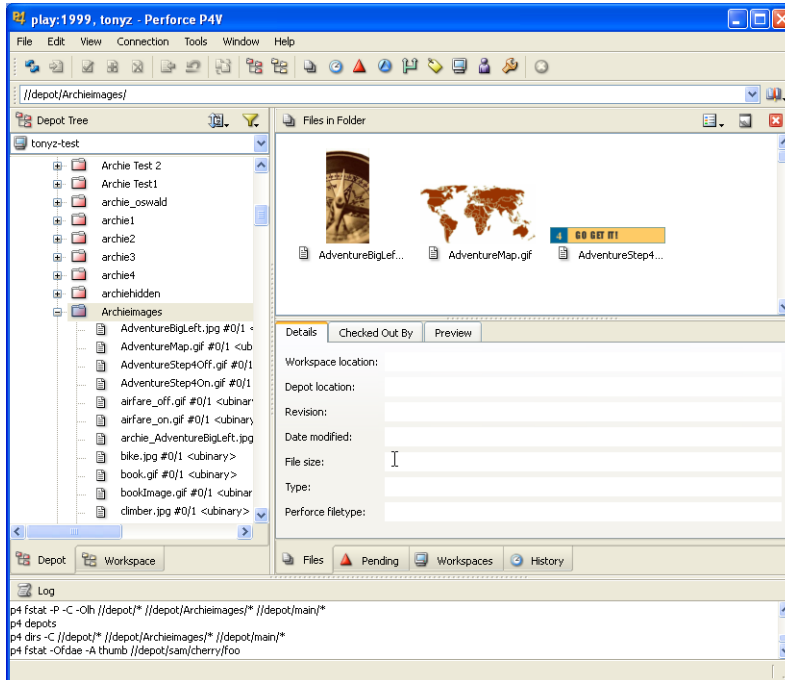 play:1999, tonyz - Perforce P4V
File Edit View Connection Tools Window Help
//depot/Archieimages/
Depot Tree
tonyz-test
Archie Test 2
Archie Test1
archie_oswald
archie1
archie2
archie3
archie4
archiehidden
Archieimages
AdventureBigLeft.jpg #0/1 <
AdventureMap.gif #0/1 <ub
AdventureStep4Off.gif #0/1
AdventureStep4On.gif #0/1
airfare_off.gif #0/1 <ubinar
airfare_on.gif #0/1 <ubinar
archie_AdventureBigLeft.jpg
bike.jpg #0/1 <ubinary>
book.gif #0/1 <ubinary>
bookImage.gif #0/1 <ubinar
climber.jpg #0/1 <ubinary>
Depot Workspace
Files in Folder
4 GO GET IT!
AdventureBigLef... AdventureMap.gif AdventureStep4...
Details Checked Out By Preview
Workspace location:
Depot location:
Revision:
Date modified:
File size:
Type:
Perforce filetype:
Files Pending Workspaces History
Log
p4 fstat -P -C -Olh //depot/* //depot/Archieimages/* //depot/main/*
p4 depots
p4 dirs -C //depot/* //depot/Archieimages/* //depot/main/*
p4 fstat -Ofdae -A thumb //depot/sam/cherry/foo